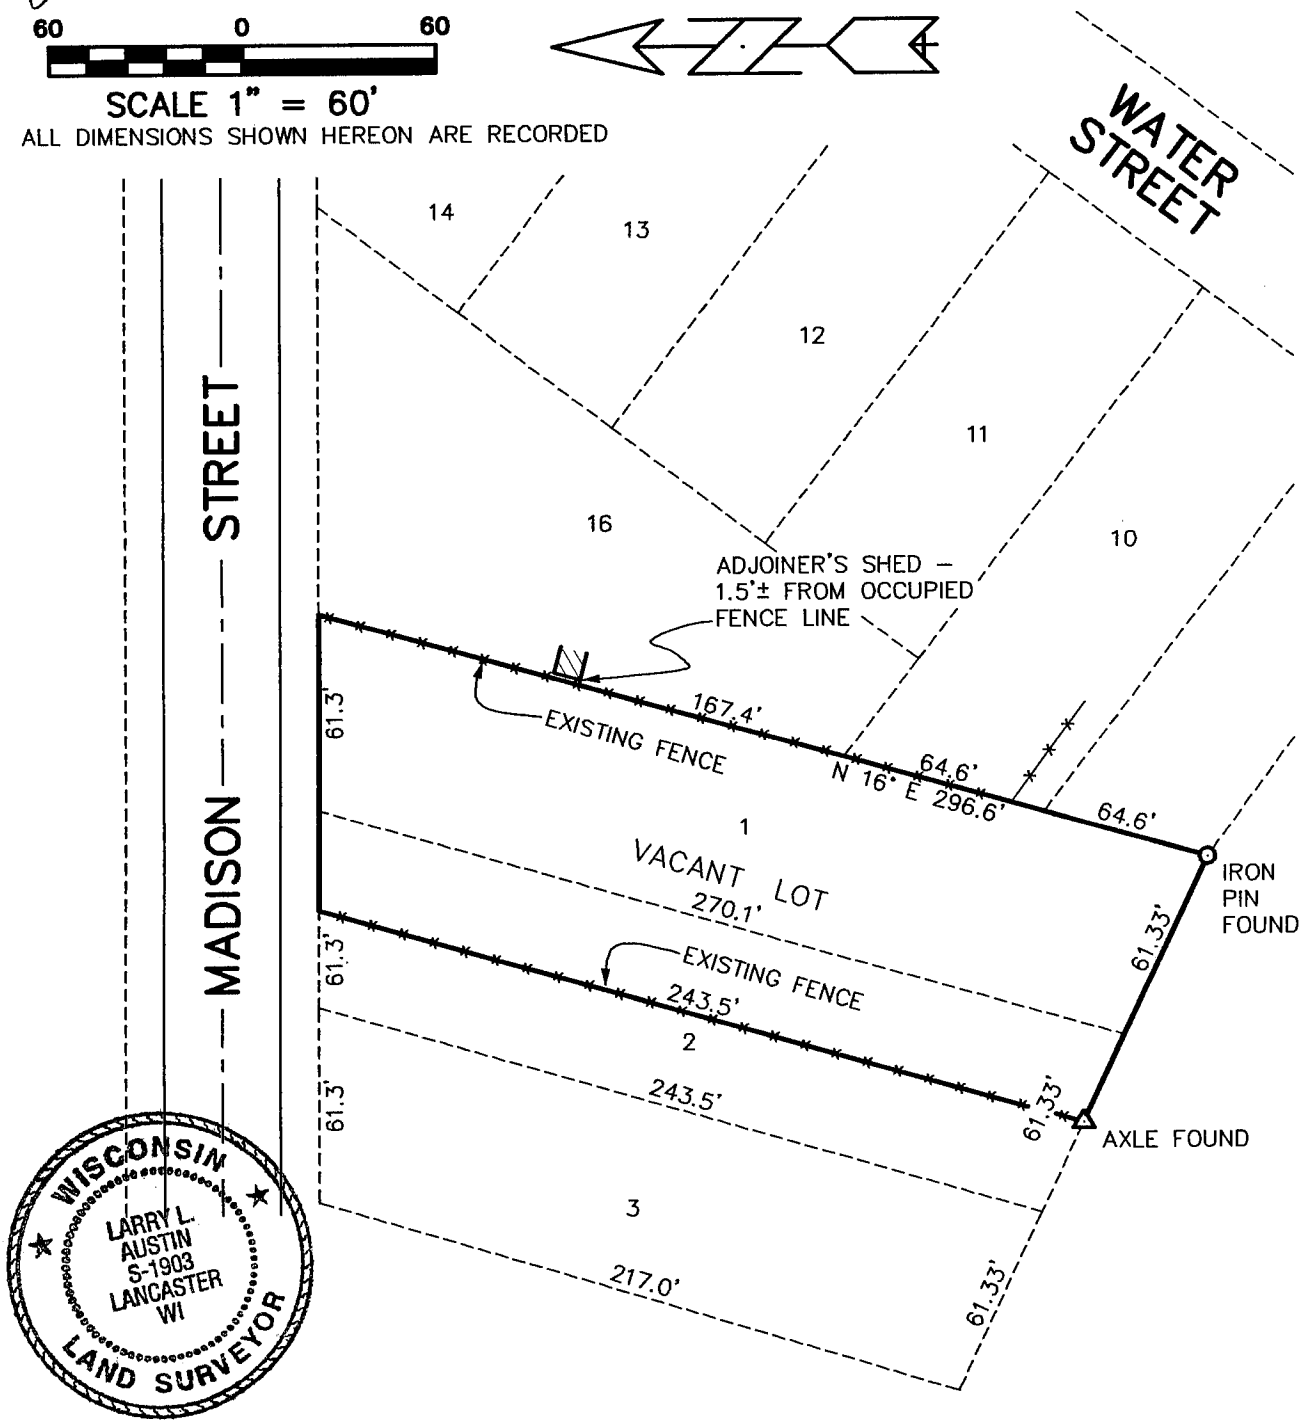 60 0 60
SCALE 1" = 60'
ALL DIMENSIONS SHOWN HEREON ARE RECORDED
WATER
STREET
14
13
12
11
10
16
ADJOINER'S SHED –
1.5'± FROM OCCUPIED
FENCE LINE
MADISON STREET
61.3'
167.4'
EXISTING FENCE
64.6'
N 16° E 296.6'
64.6'
1
VACANT LOT
270.1'
IRON
PIN
FOUND
61.33'
61.3'
EXISTING FENCE
243.5'
2
243.5'
61.33'
AXLE FOUND
61.3'
3
217.0'
61.33'
WISCONSIN
LARRY L.
AUSTIN
S-1903
LANCASTER
WI
LAND SURVEYOR